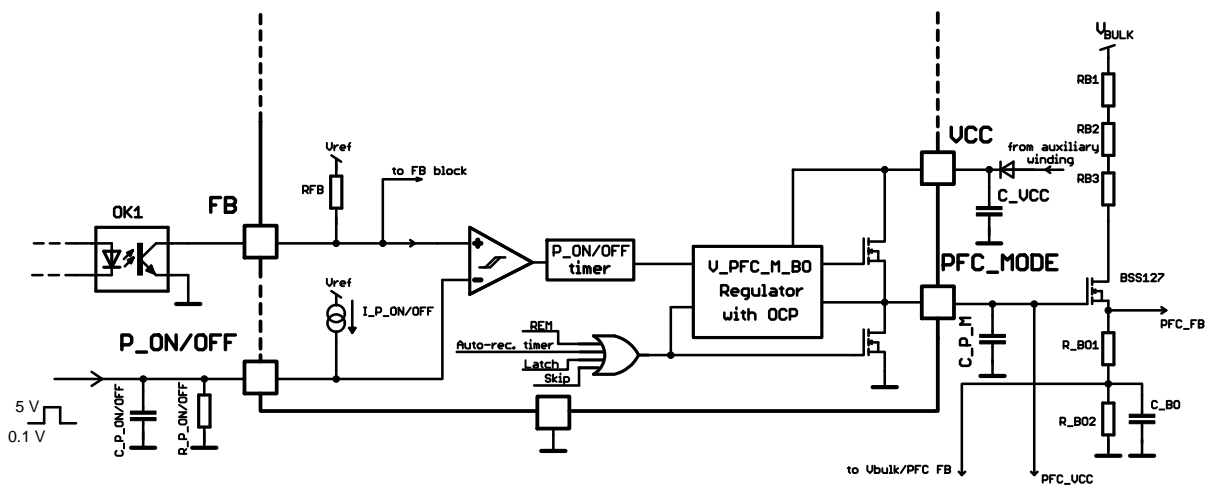 V_BULK
RB1
RB2
RB3
VCC
from auxiliary
winding
C_VCC
Vref
RFB
to FB block
FB
OK1
P_ON/OFF
timer
V_PFC_M_BO
Regulator
with OCP
PFC_MODE
BSS127
PFC_FB
Vref
I_P_ON/OFF
P_ON/OFF
REM
Auto-rec. timer
Latch
Skip
C_P_M
R_BO1
R_BO2
C_BO
5 V
0.1 V
C_P_ON/OFF
R_P_ON/OFF
to Vbulk/PFC FB
PFC_VCC